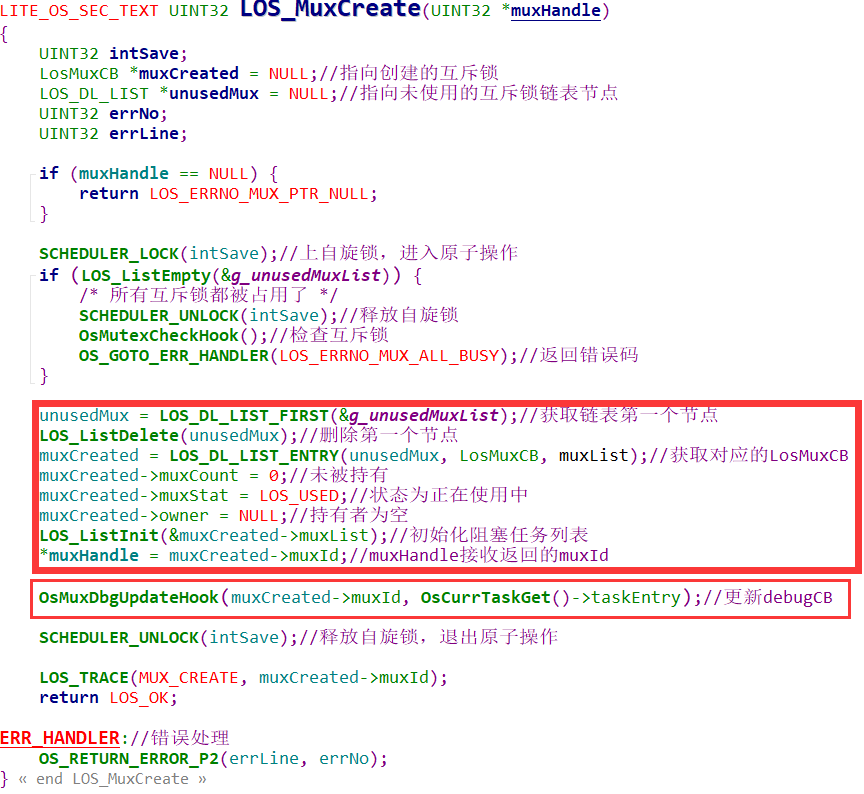 LITE_OS_SEC_TEXT UINT32 LOS_MuxCreate(UINT32 *muxHandle)
{
    UINT32 intSave;
    LosMuxCB *muxCreated = NULL;//指向创建的互斥锁
    LOS_DL_LIST *unusedMux = NULL;//指向未使用的互斥锁链表节点
    UINT32 errNo;
    UINT32 errLine;

    if (muxHandle == NULL) {
        return LOS_ERRNO_MUX_PTR_NULL;
    }

    SCHEDULER_LOCK(intSave);//上自旋锁，进入原子操作
    if (LOS_ListEmpty(&g_unusedMuxList)) {
        /* 所有互斥锁都被占用了 */
        SCHEDULER_UNLOCK(intSave);//释放自旋锁
        OsMutexCheckHook();//检查互斥锁
        OS_GOTO_ERR_HANDLER(LOS_ERRNO_MUX_ALL_BUSY);//返回错误码
    }

    unusedMux = LOS_DL_LIST_FIRST(&g_unusedMuxList);//获取链表第一个节点
    LOS_ListDelete(unusedMux);//删除第一个节点
    muxCreated = LOS_DL_LIST_ENTRY(unusedMux, LosMuxCB, muxList);//获取对应的LosMuxCB
    muxCreated->muxCount = 0;//未被持有
    muxCreated->muxStat = LOS_USED;//状态为正在使用中
    muxCreated->owner = NULL;//持有者为空
    LOS_ListInit(&muxCreated->muxList);//初始化阻塞任务列表
    *muxHandle = muxCreated->muxId;//muxHandle接收返回的muxId

    OsMuxDbgUpdateHook(muxCreated->muxId, OsCurrTaskGet()->taskEntry);//更新debugCB

    SCHEDULER_UNLOCK(intSave);//释放自旋锁，退出原子操作

    LOS_TRACE(MUX_CREATE, muxCreated->muxId);
    return LOS_OK;

ERR_HANDLER://错误处理
    OS_RETURN_ERROR_P2(errLine, errNo);
} « end LOS_MuxCreate »